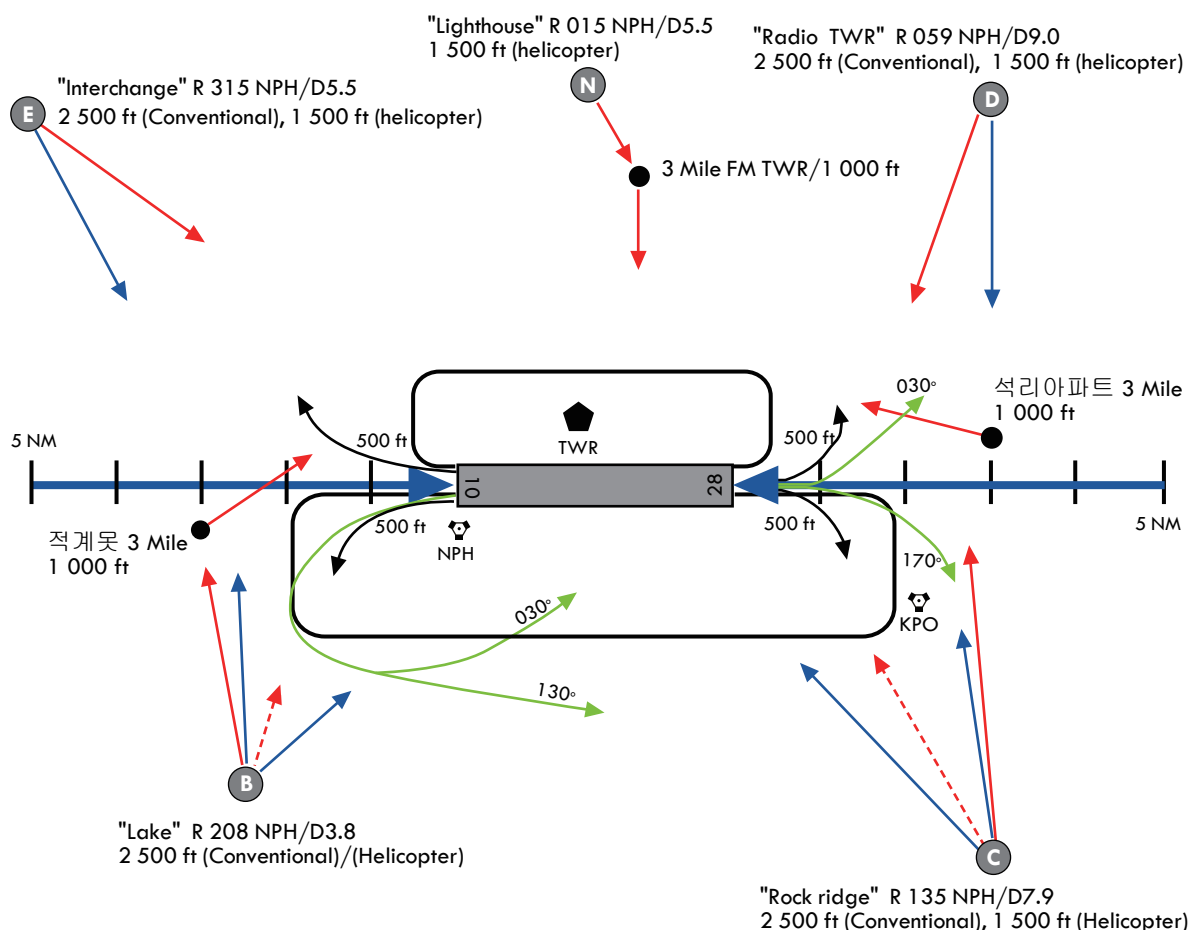 "Lighthouse" R 015 NPH/D5.5
1 500 ft (helicopter)
"Radio TWR" R 059 NPH/D9.0
2 500 ft (Conventional), 1 500 ft (helicopter)
"Interchange" R 315 NPH/D5.5
2 500 ft (Conventional), 1 500 ft (helicopter)
E
N
D
3 Mile FM TWR/1 000 ft
030°
석리아파트 3 Mile
1 000 ft
5 NM
500 ft
TWR
500 ft
10
28
5 NM
500 ft
NPH
500 ft
적계못 3 Mile
1 000 ft
170°
KPO
030°
130°
B
"Lake" R 208 NPH/D3.8
2 500 ft (Conventional)/(Helicopter)
C
"Rock ridge" R 135 NPH/D7.9
2 500 ft (Conventional), 1 500 ft (Helicopter)